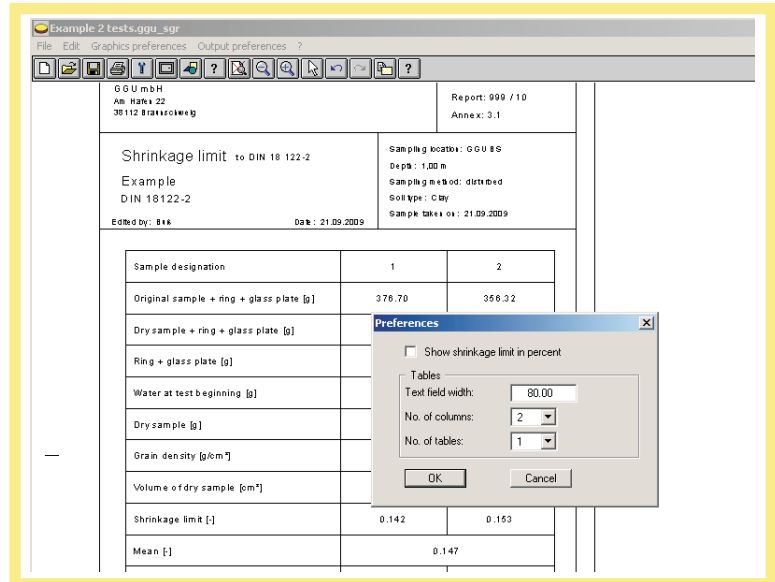 Example 2 tests.ggu_sgr
File Edit Graphics preferences Output preferences ?
GGU mbH
Am Hafen 22
38112 Braunschweig
Report: 999 / 10
Annex: 3.1
Shrinkage limit to DIN 18 122-2
Example
DIN 18122-2
Edited by: Date: 21.09.2009
Sampling location: GGU BS
Depth: 1,00 m
Sampling method: disturbed
Soil type: Clay
Sample taken on: 21.09.2009
Sample designation 1 2
Original sample + ring + glass plate [g] 376.70 356.32
Dry sample + ring + glass plate [g]
Ring + glass plate [g]
Water at test beginning [g]
Dry sample [g]
Grain density [g/cm³]
Volume of dry sample [cm³]
Shrinkage limit [-] 0.142 0.153
Mean [-] 0.147
Preferences
Show shrinkage limit in percent
Tables
Text field width: 80.00
No. of columns: 2
No. of tables: 1
OK Cancel